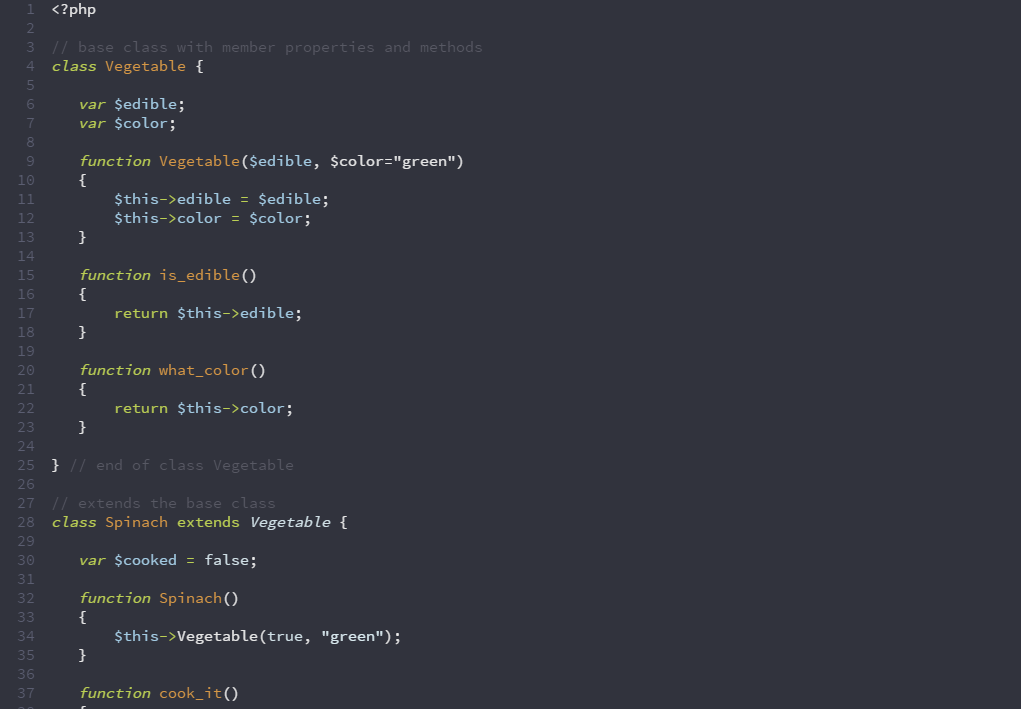 1 <?php
2
3 // base class with member properties and methods
4 class Vegetable {
5
6 var $edible;
7 var $color;
8
9 function Vegetable($edible, $color="green")
10 {
11 $this->edible = $edible;
12 $this->color = $color;
13 }
14
15 function is_edible()
16 {
17 return $this->edible;
18 }
19
20 function what_color()
21 {
22 return $this->color;
23 }
24
25 } // end of class Vegetable
26
27 // extends the base class
28 class Spinach extends Vegetable {
29
30 var $cooked = false;
31
32 function Spinach()
33 {
34 $this->Vegetable(true, "green");
35 }
36
37 function cook_it()